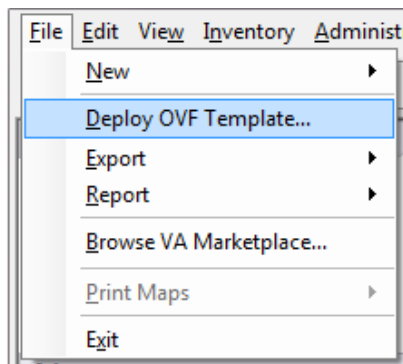 File Edit View Inventory Administ
New
Deploy OVF Template...
Export
Report
Browse VA Marketplace...
Print Maps
Exit